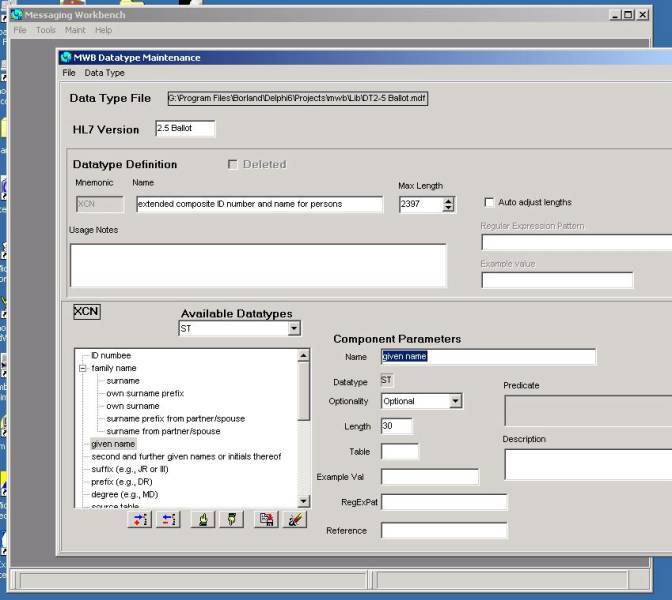 Messaging Workbench
File Tools Maint Help
MWB Datatype Maintenance
File Data Type
Data Type File G:\Program Files\Borland\Delphi6\Projects\mwb\Lib\DT2-5 Ballot.mdf
HL7 Version 2.5 Ballot
Datatype Definition Deleted
Mnemonic Name Max Length
XCN extended composite ID number and name for persons 2397 Auto adjust lengths
Usage Notes Regular Expression Pattern
Example value
XCN Available Datatypes
ST
Component Parameters
ID numbee
family name
surname
own surname prefix
own surname
surname prefix from partner/spouse
surname from partner/spouse
given name
second and further given names or initials thereof
suffix (e.g., JR or III)
prefix (e.g., DR)
degree (e.g., MD)
source table
Name given name
Datatype ST Predicate
Optionality Optional
Length 30
Table Description
Example Val
RegExPat
Reference